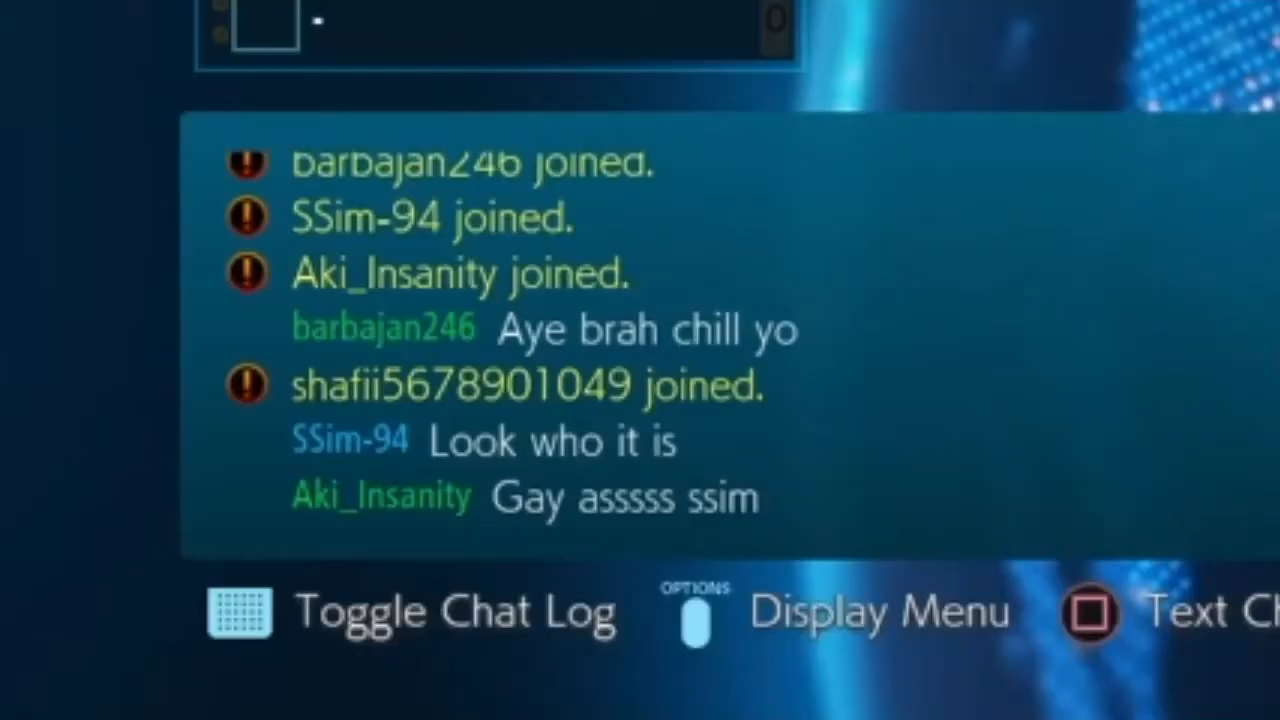 0
barbajan246 joined.
SSim-94 joined.
Aki_Insanity joined.
barbajan246 Aye brah chill yo
shafii5678901049 joined.
SSim-94 Look who it is
Aki_Insanity Gay asssss ssim
OPTIONS
Toggle Chat Log Display Menu Text